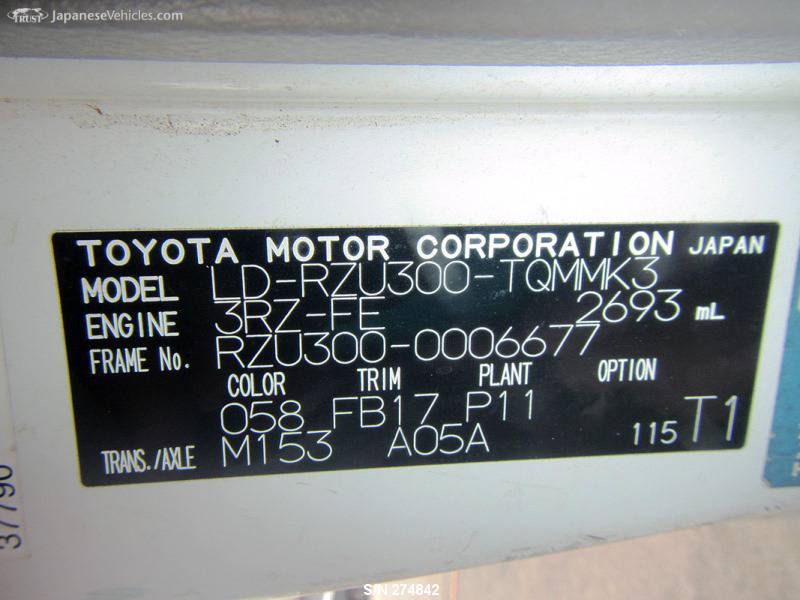 TRUST JapaneseVehicles.com
TOYOTA MOTOR CORPORATION JAPAN
MODEL LD-RZU300-TQMMK3
ENGINE 3RZ-FE 2693 mL
FRAME No. RZU300-0006677
COLOR TRIM PLANT OPTION
058 FB17 P11
TRANS./AXLE M153 A05A 115 T1
37790
S/N 274842